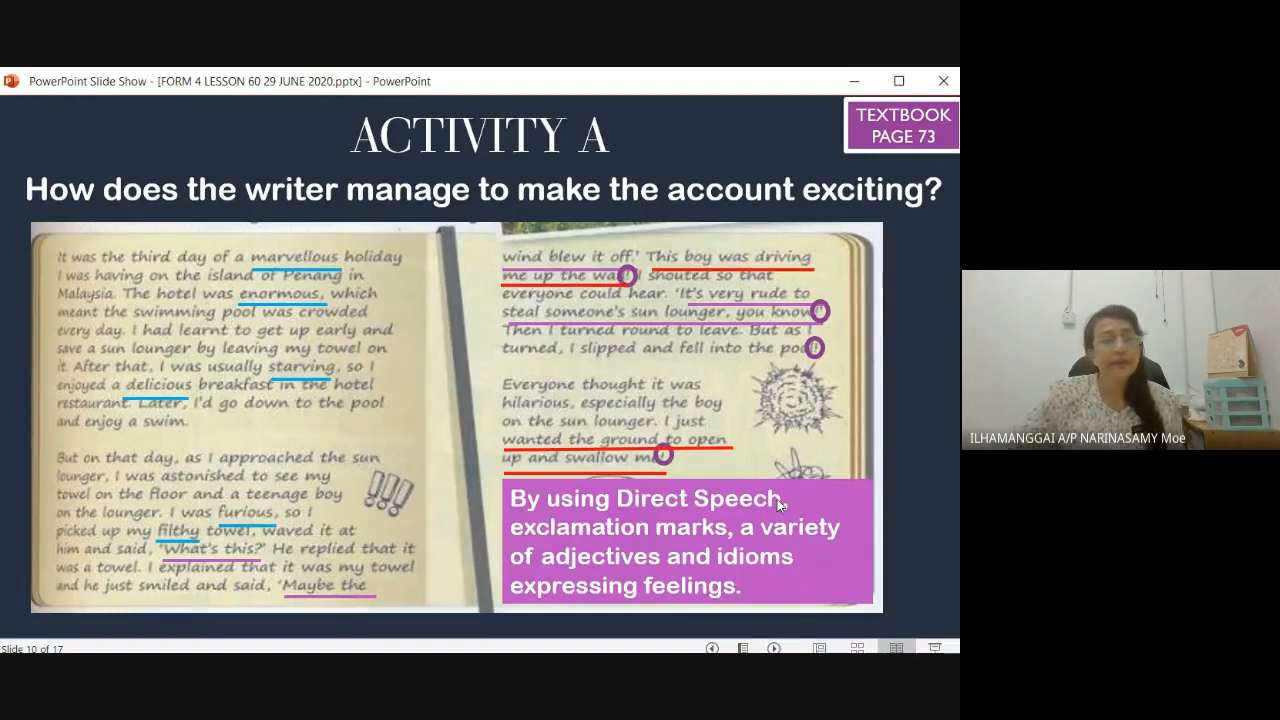 PowerPoint Slide Show - [FORM 4 LESSON 60 29 JUNE 2020.pptx] - PowerPoint
ACTIVITY A
TEXTBOOK
PAGE 73
How does the writer manage to make the account exciting?
It was the third day of a marvellous holiday
I was having on the island of Penang in
Malaysia. The hotel was enormous, which
meant the swimming pool was crowded
every day. I had learnt to get up early and
save a sun lounger by leaving my towel on
it. After that, I was usually starving, so I
enjoyed a delicious breakfast in the hotel
restaurant. Later, I'd go down to the pool
and enjoy a swim.
But on that day, as I approached the sun
lounger, I was astonished to see my
towel on the floor and a teenage boy
on the lounger. I was furious, so I
picked up my filthy towel, waved it at
him and said, 'What's this?' He replied that it
was a towel. I explained that it was my towel
and he just smiled and said, 'Maybe the
wind blew it off.' This boy was driving
me up the wall! I shouted so that
everyone could hear. 'It's very rude to
steal someone's sun lounger, you know!'
Then I turned round to leave. But as I
turned, I slipped and fell into the pool!
Everyone thought it was
hilarious, especially the boy
on the sun lounger. I just
wanted the ground to open
up and swallow me!
By using Direct Speech,
exclamation marks, a variety
of adjectives and idioms
expressing feelings.
Slide 10 of 17
ILHAMANGGAI A/P NARINASAMY Moe